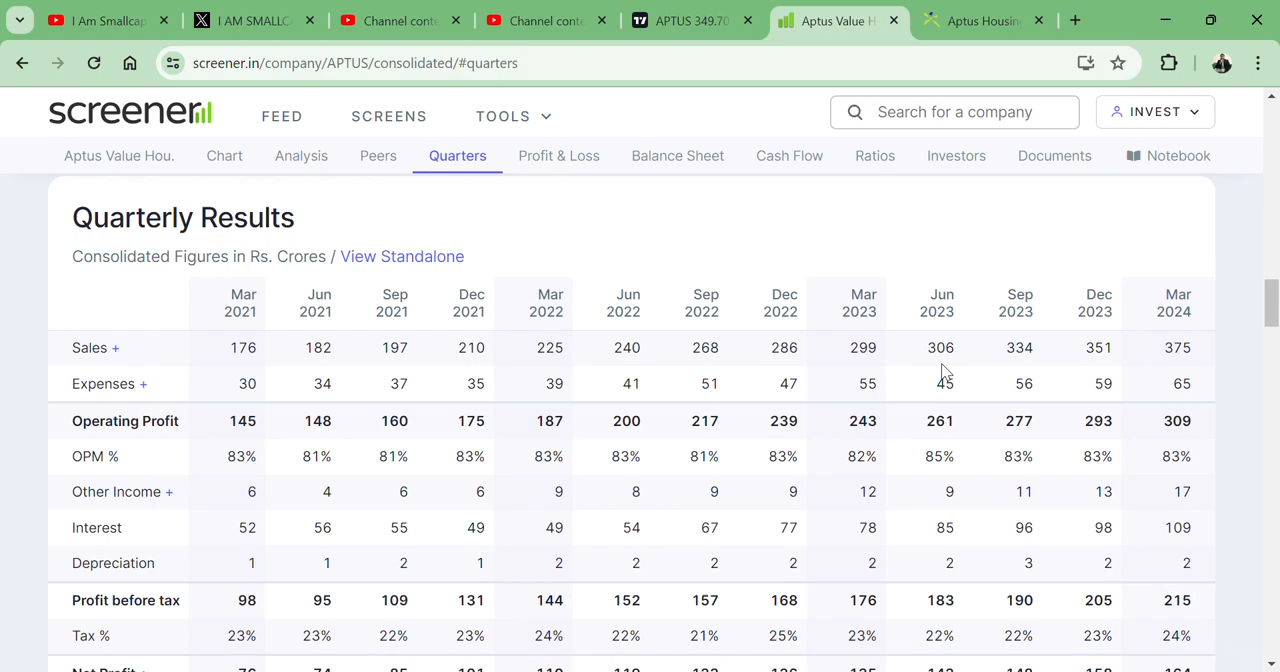 I Am Smallcap
I AM SMALLC
Channel conte
Channel conte
APTUS 349.70
Aptus Value H
Aptus Housin
screener.in/company/APTUS/consolidated/#quarters
screener
FEED
SCREENS
TOOLS
Search for a company
INVEST
Aptus Value Hou.
Chart
Analysis
Peers
Quarters
Profit & Loss
Balance Sheet
Cash Flow
Ratios
Investors
Documents
Notebook
Quarterly Results
Consolidated Figures in Rs. Crores / View Standalone
Mar 2021 Jun 2021 Sep 2021 Dec 2021 Mar 2022 Jun 2022 Sep 2022 Dec 2022 Mar 2023 Jun 2023 Sep 2023 Dec 2023 Mar 2024
Sales + 176 182 197 210 225 240 268 286 299 306 334 351 375
Expenses + 30 34 37 35 39 41 51 47 55 45 56 59 65
Operating Profit 145 148 160 175 187 200 217 239 243 261 277 293 309
OPM % 83% 81% 81% 83% 83% 83% 81% 83% 82% 85% 83% 83% 83%
Other Income + 6 4 6 6 9 8 9 9 12 9 11 13 17
Interest 52 56 55 49 49 54 67 77 78 85 96 98 109
Depreciation 1 1 2 1 2 2 2 2 2 2 3 2 2
Profit before tax 98 95 109 131 144 152 157 168 176 183 190 205 215
Tax % 23% 23% 22% 23% 24% 22% 21% 25% 23% 22% 22% 23% 24%